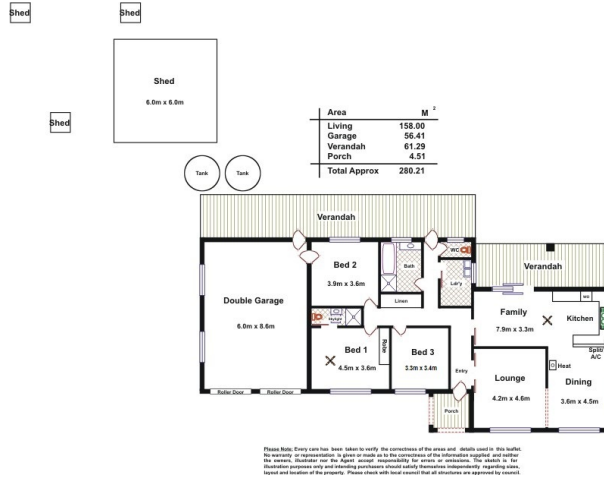 Shed
Shed
Shed
6.0m x 6.0m
Shed
Area M 2
Living 158.00
Garage 56.41
Verandah 61.29
Porch 4.51
Total Approx 280.21
Tank
Tank
Verandah
WC
Bath
Verandah
Bed 2
3.9m x 3.6m
Linen
Double Garage
6.0m x 8.6m
Family
7.9m x 3.3m
Kitchen
Robe
Bed 1
4.5m x 3.6m
Bed 3
3.3m x 3.4m
Split/
A/C
Heat
Entry
Lounge
4.2m x 4.6m
Dining
3.6m x 4.5m
Roller Door
Roller Door
Porch
Please Note: Every care has been taken to verify the correctness of the areas and details used in this leaflet.
No warranty or representation is given or made as to the correctness of the information supplied and neither
the owners, illustrator nor the Agent accept responsibility for errors or omissions. The sketch is for
illustration purposes only and intending purchasers should satisfy themselves independently regarding sizes,
layout and location of the property. Please check with local council that all structures are approved by council.